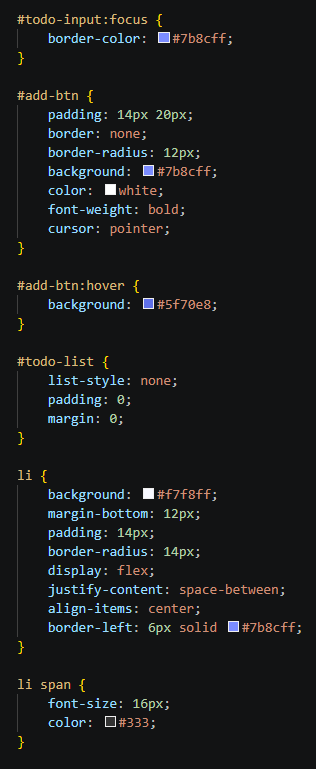 #todo-input:focus {
    border-color: #7b8cff;
}

#add-btn {
    padding: 14px 20px;
    border: none;
    border-radius: 12px;
    background: #7b8cff;
    color: white;
    font-weight: bold;
    cursor: pointer;
}

#add-btn:hover {
    background: #5f70e8;
}

#todo-list {
    list-style: none;
    padding: 0;
    margin: 0;
}

li {
    background: #f7f8ff;
    margin-bottom: 12px;
    padding: 14px;
    border-radius: 14px;
    display: flex;
    justify-content: space-between;
    align-items: center;
    border-left: 6px solid #7b8cff;
}

li span {
    font-size: 16px;
    color: #333;
}